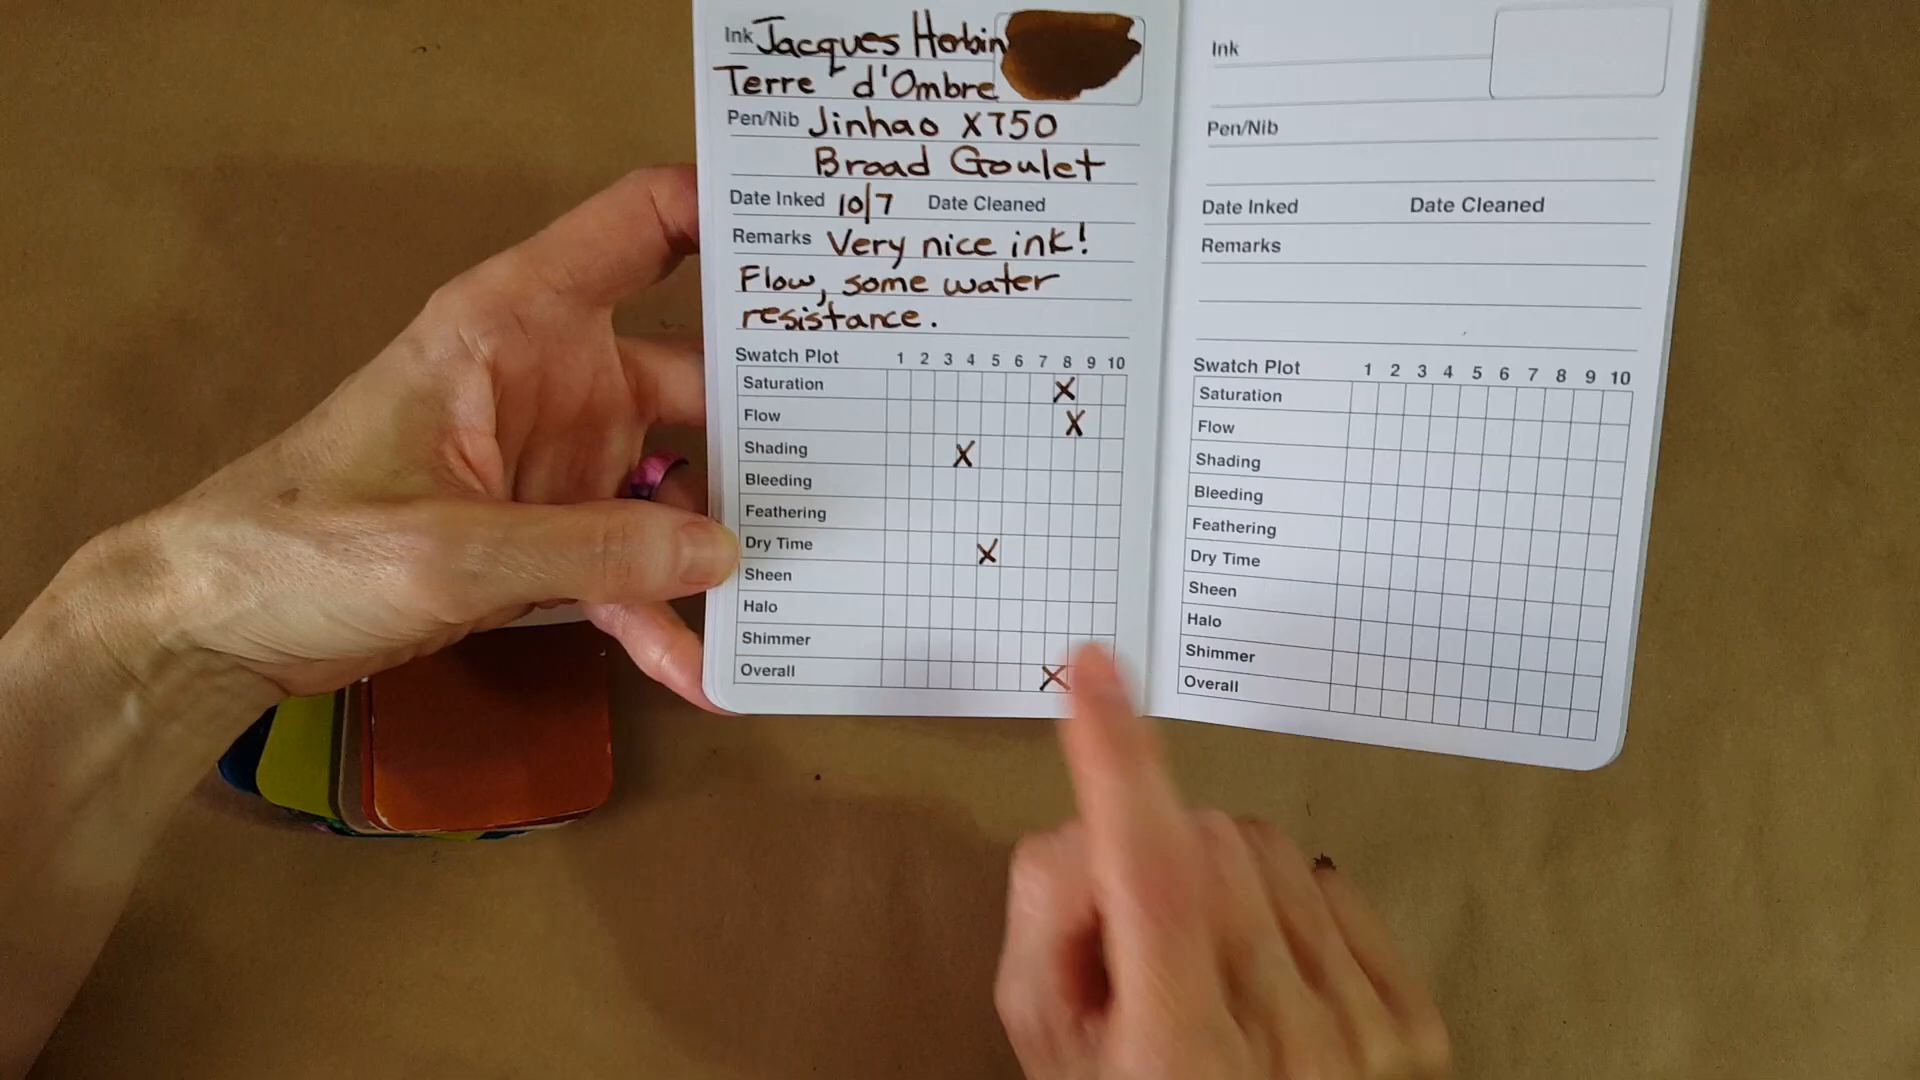 Ink Jacques Herbin
Terre d'Ombre
Pen/Nib Jinhao X750
Broad Goulet
Date Inked 10/7 Date Cleaned
Remarks Very nice ink!
Flow, some water
resistance.
Swatch Plot 1 2 3 4 5 6 7 8 9 10
Saturation X
Flow X
Shading X
Bleeding
Feathering
Dry Time X
Sheen
Halo
Shimmer
Overall X
Ink
Pen/Nib
Date Inked Date Cleaned
Remarks
Swatch Plot 1 2 3 4 5 6 7 8 9 10
Saturation
Flow
Shading
Bleeding
Feathering
Dry Time
Sheen
Halo
Shimmer
Overall